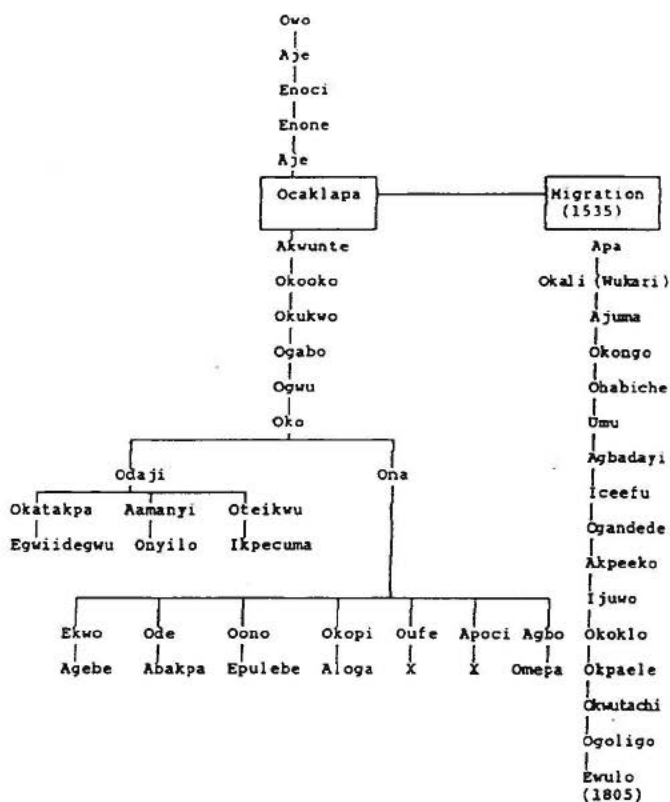 Owo
Aje
Enoci
Enone
Aje
Ocaklapa
Migration
(1535)
Akwunte
Okooko
Okukwo
Ogabo
Ogwu
Oko
Odaji
Ona
Okatakpa Aamanyi Oteikwu
Egwiidegwu Onyilo Ikpecuma
Ekwo Ode Oono Okopi Oufe Apoci Agbo
Agebe Abakpa Epulebe Aloga X X Omepa
Apa
Okali (Wukari)
Ajuma
Okongo
Ohabiche
Umu
Agbadayi
Iceefu
Ogandede
Akpeeko
Ijuwo
Okoklo
Okpaele
Okwutachi
Ogoligo
Ewulo
(1805)